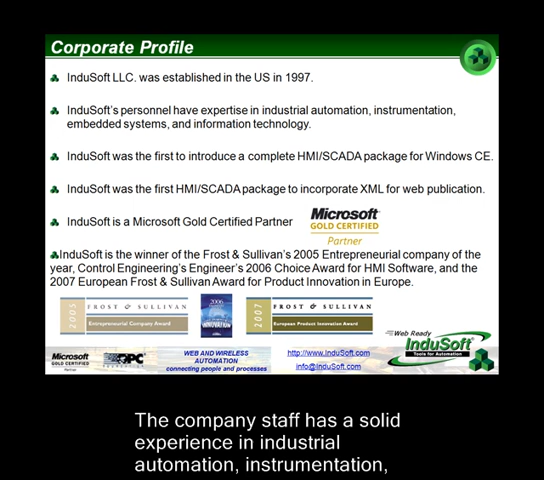 Corporate Profile
InduSoft LLC. was established in the US in 1997.
InduSoft's personnel have expertise in industrial automation, instrumentation,
embedded systems, and information technology.
InduSoft was the first to introduce a complete HMI/SCADA package for Windows CE.
InduSoft was the first HMI/SCADA package to incorporate XML for web publication.
InduSoft is a Microsoft Gold Certified Partner
Microsoft
GOLD CERTIFIED
Partner
InduSoft is the winner of the Frost & Sullivan's 2005 Entrepreneurial company of the
year, Control Engineering's Engineer's 2006 Choice Award for HMI Software, and the
2007 European Frost & Sullivan Award for Product Innovation in Europe.
2005
FROST & SULLIVAN
Entrepreneurial Company Award
2006
INNOVATION
2007
FROST & SULLIVAN
European Product Innovation Award
Web Ready
InduSoft
Tools for Automation
Microsoft
GOLD CERTIFIED
Partner
OPC
FOUNDATION
WEB AND WIRELESS
AUTOMATION
connecting people and processes
http://www.InduSoft.com
info@InduSoft.com
The company staff has a solid
experience in industrial
automation, instrumentation,